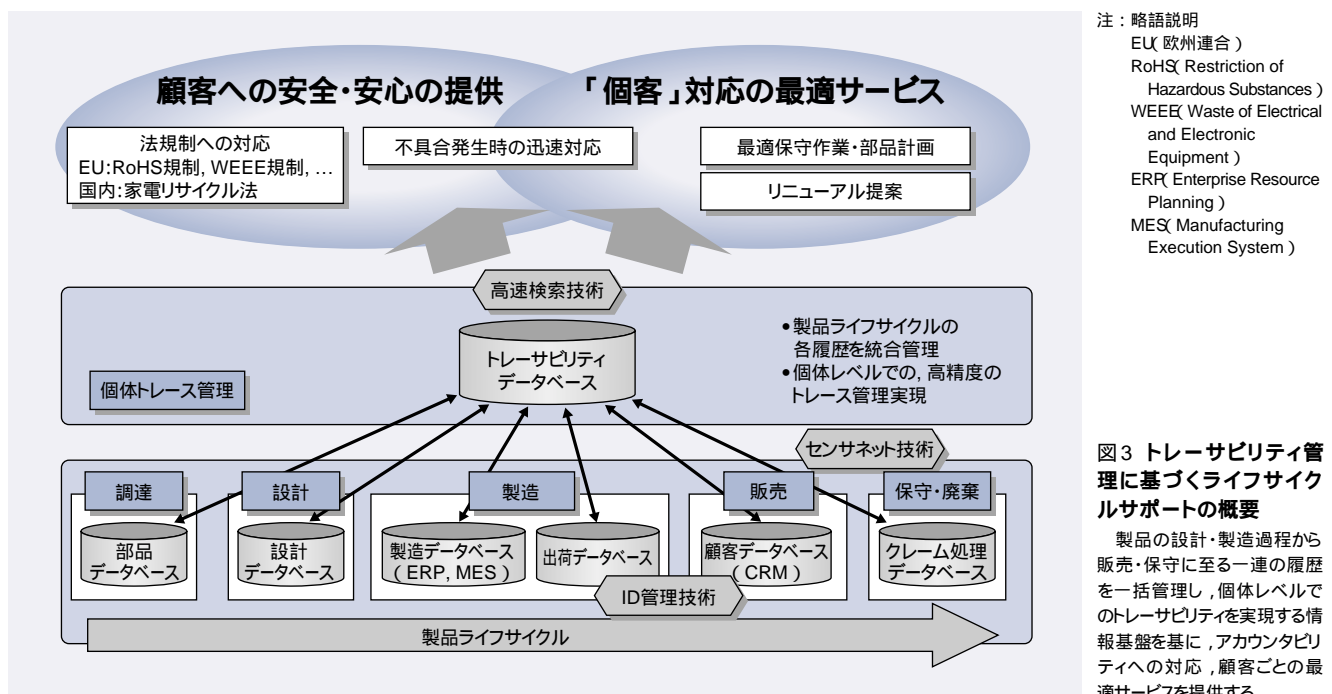 顧客への安全・安心の提供
「個客」対応の最適サービス
法規制への対応
EU:RoHS規制, WEEE規制, …
国内:家電リサイクル法
不具合発生時の迅速対応
最適保守作業・部品計画
リニューアル提案
高速検索技術
トレーサビリティ
データベース
個体トレース管理
•製品ライフサイクルの
各履歴を統合管理
•個体レベルでの, 高精度の
トレース管理実現
センサネット技術
調達
設計
製造
販売
保守・廃棄
部品
データベース
設計
データベース
製造データベース
(ERP, MES)
出荷データベース
顧客データベース
(CRM)
クレーム処理
データベース
ID管理技術
製品ライフサイクル
注:略語説明
EU(欧州連合)
RoHS(Restriction of
Hazardous Substances)
WEEE(Waste of Electrical
and Electronic
Equipment)
ERP(Enterprise Resource
Planning)
MES(Manufacturing
Execution System)
図3 トレーサビリティ管
理に基づくライフサイク
ルサポートの概要
製品の設計・製造過程から
販売・保守に至る一連の履歴
を一括管理し,個体レベルで
のトレーサビリティを実現する情
報基盤を基に,アカウンタビリ
ティへの対応,顧客ごとの最
適サービスを提供する